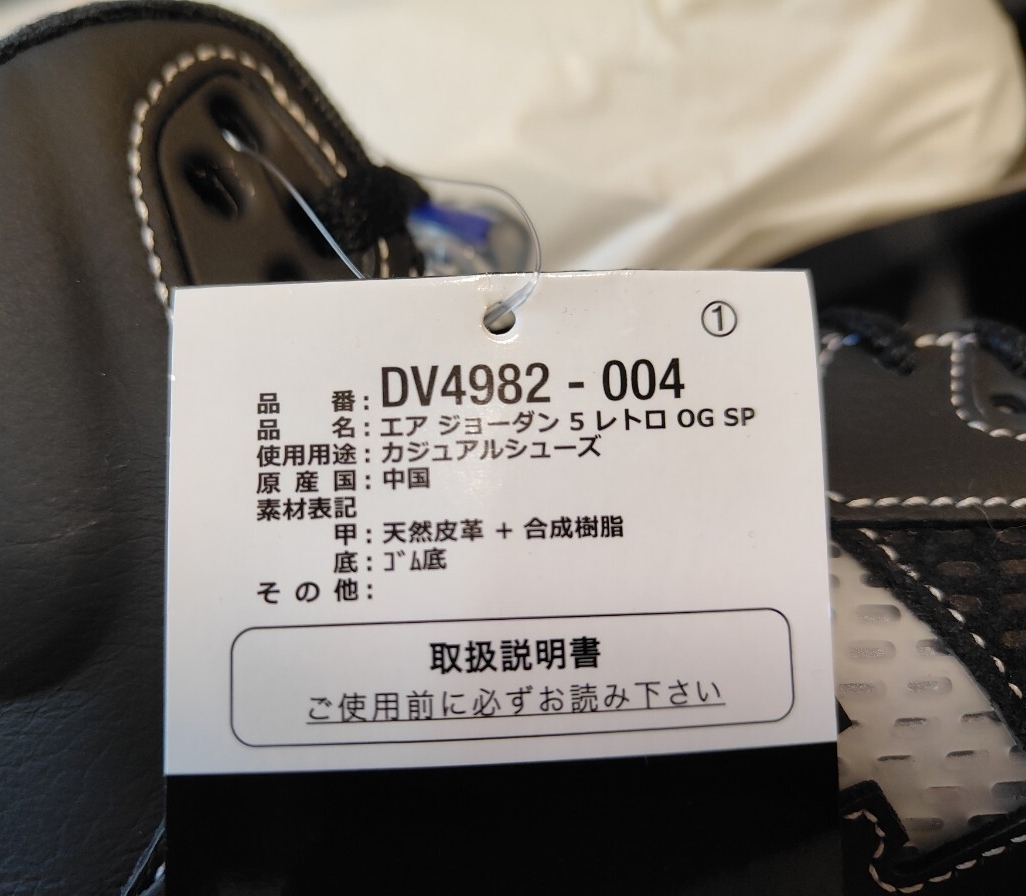 ①
品番：DV4982 - 004
品名：エア ジョーダン 5 レトロ OG SP
使用用途：カジュアルシューズ
原産国：中国
素材表記
甲：天然皮革 + 合成樹脂
底：ｺﾞﾑ底
その他：
取扱説明書
ご使用前に必ずお読み下さい